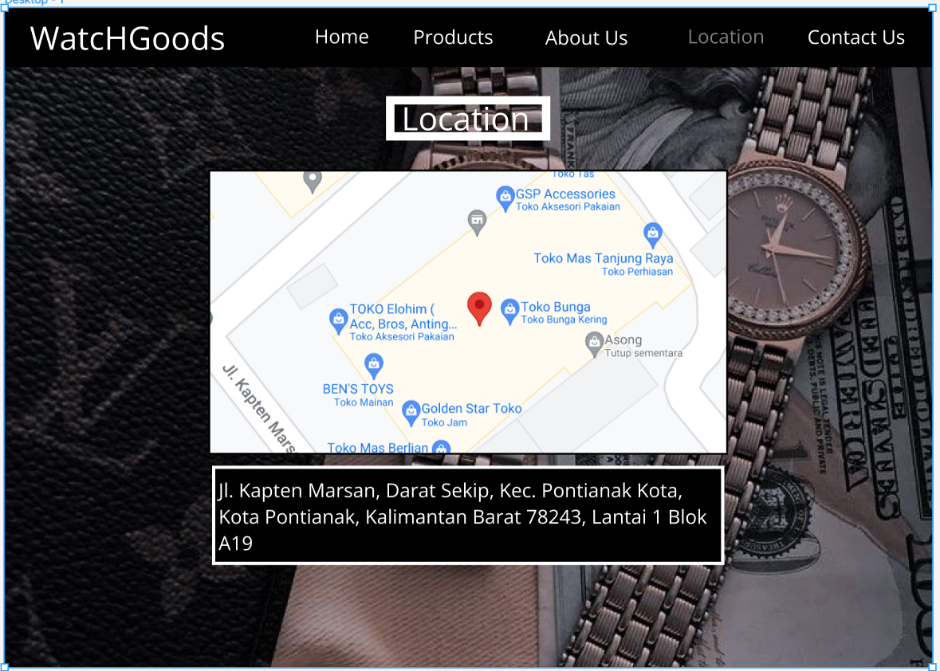 Desktop - 1
WatcHGoods
Home
Products
About Us
Location
Contact Us
Location
Toko Tas
GSP Accessories
Toko Aksesori Pakaian
Toko Mas Tanjung Raya
Toko Perhiasan
TOKO Elohim (
Acc, Bros, Anting...
Toko Aksesori Pakaian
Toko Bunga
Toko Bunga Kering
Asong
Tutup sementara
BEN'S TOYS
Toko Mainan
Golden Star Toko
Toko Jam
Jl. Kapten Mars
Toko Mas Berlian
Jl. Kapten Marsan, Darat Sekip, Kec. Pontianak Kota,
Kota Pontianak, Kalimantan Barat 78243, Lantai 1 Blok
A19